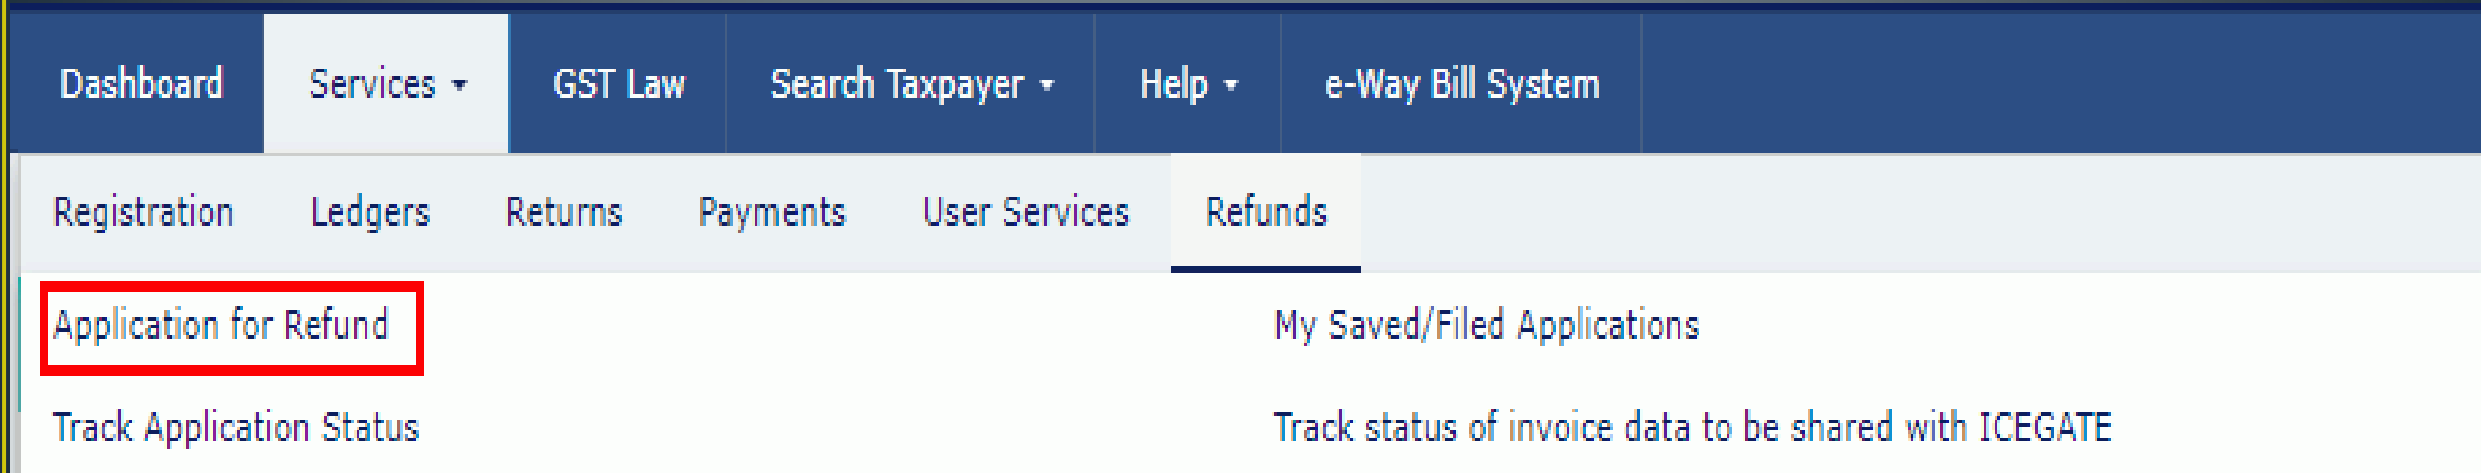 Dashboard Services GST Law Search Taxpayer Help e-Way Bill System
Registration Ledgers Returns Payments User Services Refunds
Application for Refund My Saved/Filed Applications
Track Application Status Track status of invoice data to be shared with ICEGATE